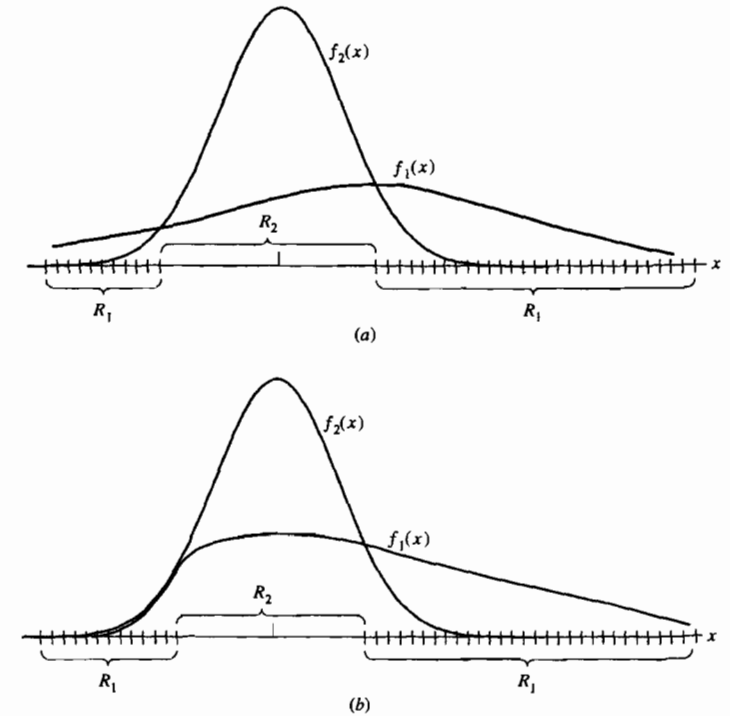 f₂(x)
f₁(x)
R₂
x
R₁ R₁
(a)
f₂(x)
f₁(x)
R₂
x
R₁ R₁
(b)